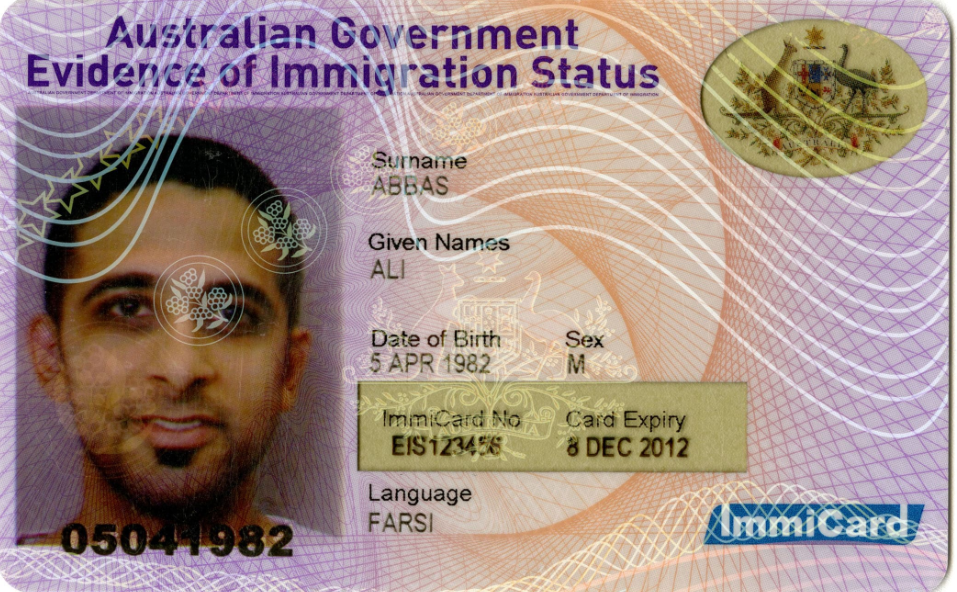 Australian Government
Evidence of Immigration Status
Surname
ABBAS
Given Names
ALI
Date of Birth Sex
5 APR 1982 M
ImmiCard No Card Expiry
EIS123456 8 DEC 2012
Language
FARSI
05041982
ImmiCard
AUSTRALIA